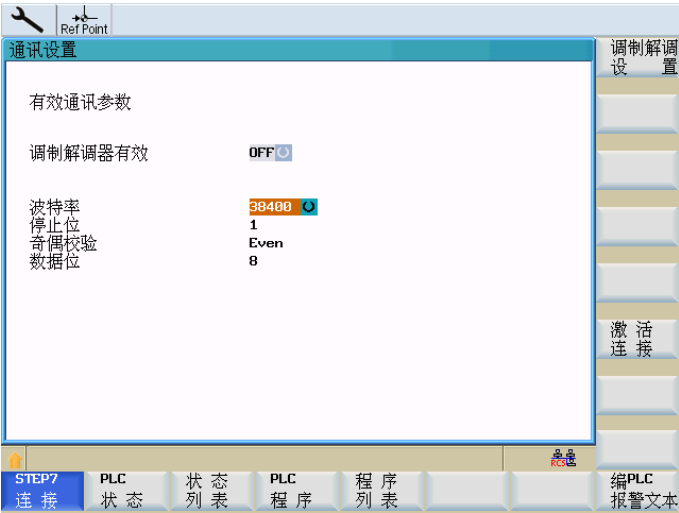 Ref Point
通讯设置
调制解调
设 置
有效通讯参数
调制解调器有效 OFF
波特率 38400
停止位 1
奇偶校验 Even
数据位 8
激 活
连 接
RCS
STEP7
连 接
PLC
状 态
状 态
列 表
PLC
程 序
程 序
列 表
编PLC
报警文本